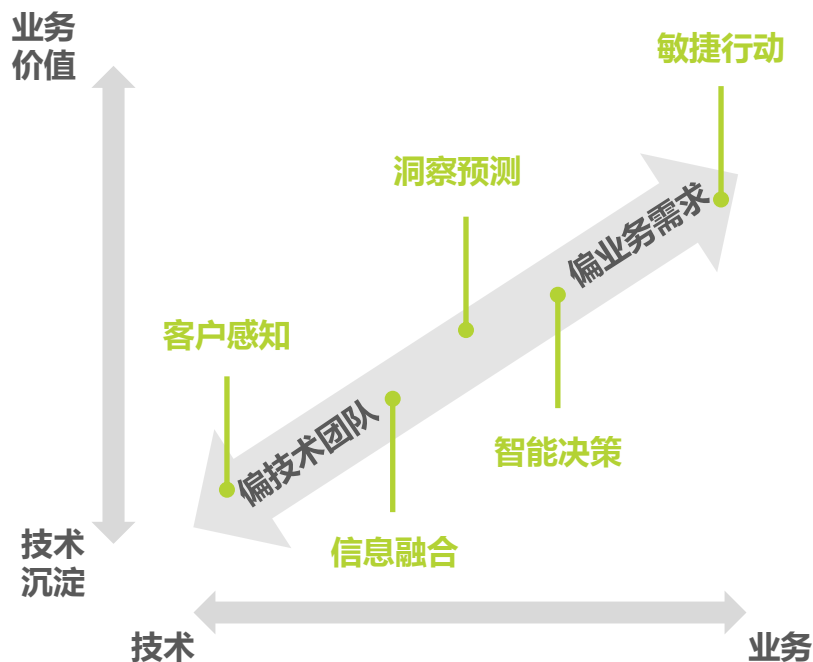 业务
价值
敏捷行动
洞察预测
偏业务需求
客户感知
偏技术团队
智能决策
信息融合
技术
沉淀
技术
业务